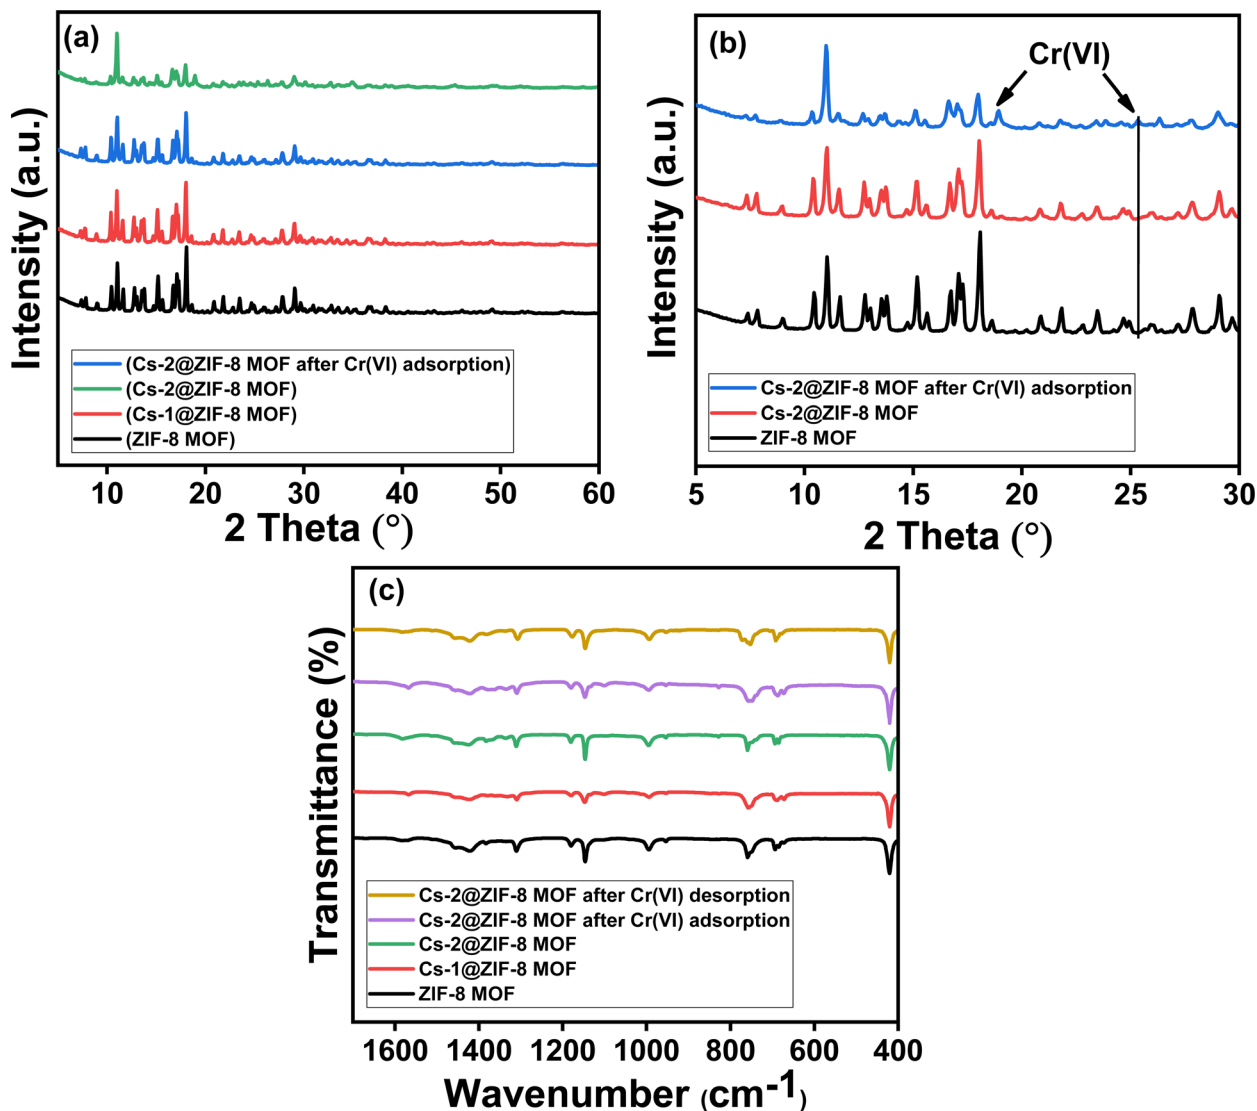 (a)
Intensity (a.u.)
(Cs-2@ZIF-8 MOF after Cr(VI) adsorption)
(Cs-2@ZIF-8 MOF)
(Cs-1@ZIF-8 MOF)
(ZIF-8 MOF)
10 20 30 40 50 60
2 Theta (°)
(b)
Cr(VI)
Intensity (a.u.)
Cs-2@ZIF-8 MOF after Cr(VI) adsorption
Cs-2@ZIF-8 MOF
ZIF-8 MOF
5 10 15 20 25 30
2 Theta (°)
(c)
Transmittance (%)
Cs-2@ZIF-8 MOF after Cr(VI) desorption
Cs-2@ZIF-8 MOF after Cr(VI) adsorption
Cs-2@ZIF-8 MOF
Cs-1@ZIF-8 MOF
ZIF-8 MOF
1600 1400 1200 1000 800 600 400
Wavenumber (cm-1)